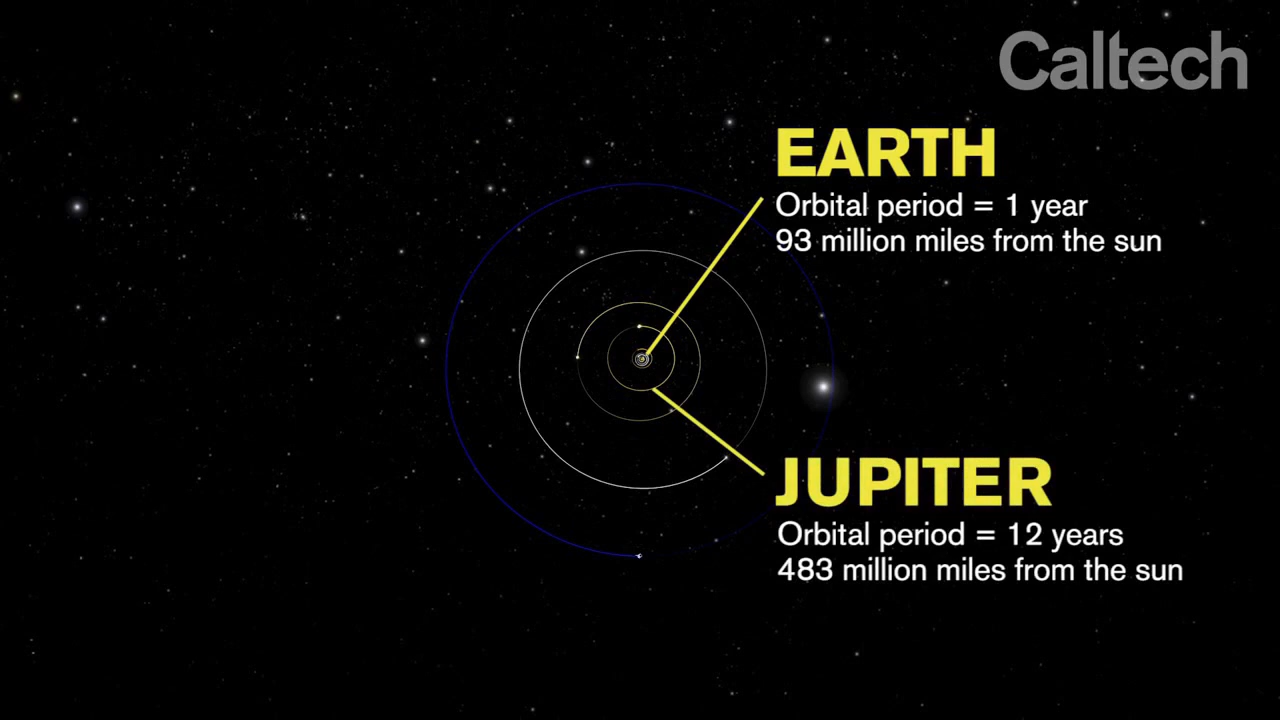 Caltech
EARTH
Orbital period = 1 year
93 million miles from the sun
JUPITER
Orbital period = 12 years
483 million miles from the sun